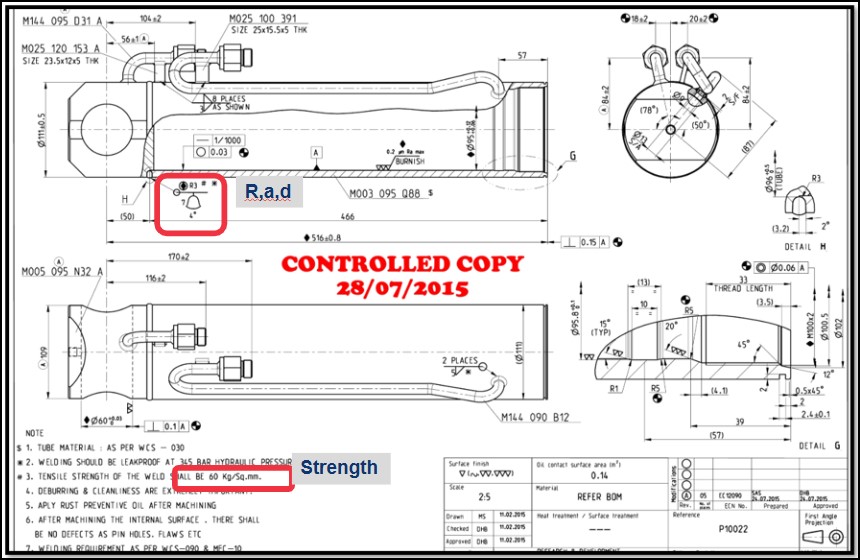 M144 095 D31 A
104 ±2
M025 100 391
SIZE 25x15.5x5 THK
18±2
20±2
56±1 A
M025 120 153 A
SIZE 23.5x12x5 THK
57
8 PLACES
AS SHOWN
84±2
84±2
Ø111±0.5
1/1000
0.03
A
0.2 µm Ra max
BURNISH
G
(78°)
(50°)
(87)
H
R3
7
4°
R,a,d
M003 095 Q88 $
(50)
466
516±0.8
0.15 A
(TUBE)
R3
(3.2)
2°
DETAIL H
CONTROLLED COPY
28/07/2015
170±2
M005 095 N32 A
116±2
Ø0.06 A
33
THREAD LENGTH
(3.5)
(13)
10
R5
15°
(TYP)
20°
45°
12°
M100x2
Ø100.5
Ø102
109
2 PLACES
5
(Ø111)
R1
R5
(4.1)
2
0.5x45°
2
2.4±0.1
39
(57)
M144 090 B12
0.1 A
DETAIL G
NOTE
$ 1. TUBE MATERIAL : AS PER WCS - 030
2. WELDING SHOULD BE LEAKPROOF AT 345 BAR HYDRAULIC PRESSUR
3. TENSILE STRENGTH OF THE WELD SHALL BE 60 Kg/Sq.mm.
Strength
4. DEBURRING & CLEANLINESS ARE EXTREMELY IMPORTANT.
5. APLY RUST PREVENTIVE OIL AFTER MACHINING
6. AFTER MACHINING THE INTERNAL SURFACE . THERE SHALL
BE NO DEFECTS AS PIN HOLES. FLAWS ETC
7. WELDING REQUIREMENT AS PER WCS-090 & MEC-10
Surface finish
Oil contact surface area (m²)
0.14
Scale
2:5
Material
REFER BOM
Modifications
A 05 EC12090 SAS 24.07.2015 DHB 24.07.2015
ECN No. Prepared Approved
Drawn MS 11.02.2015
Checked DHB 11.02.2015
Approved DHB 11.02.2015
Heat treatment / Surface treatment
---
Reference
P10022
First Angle
Projection